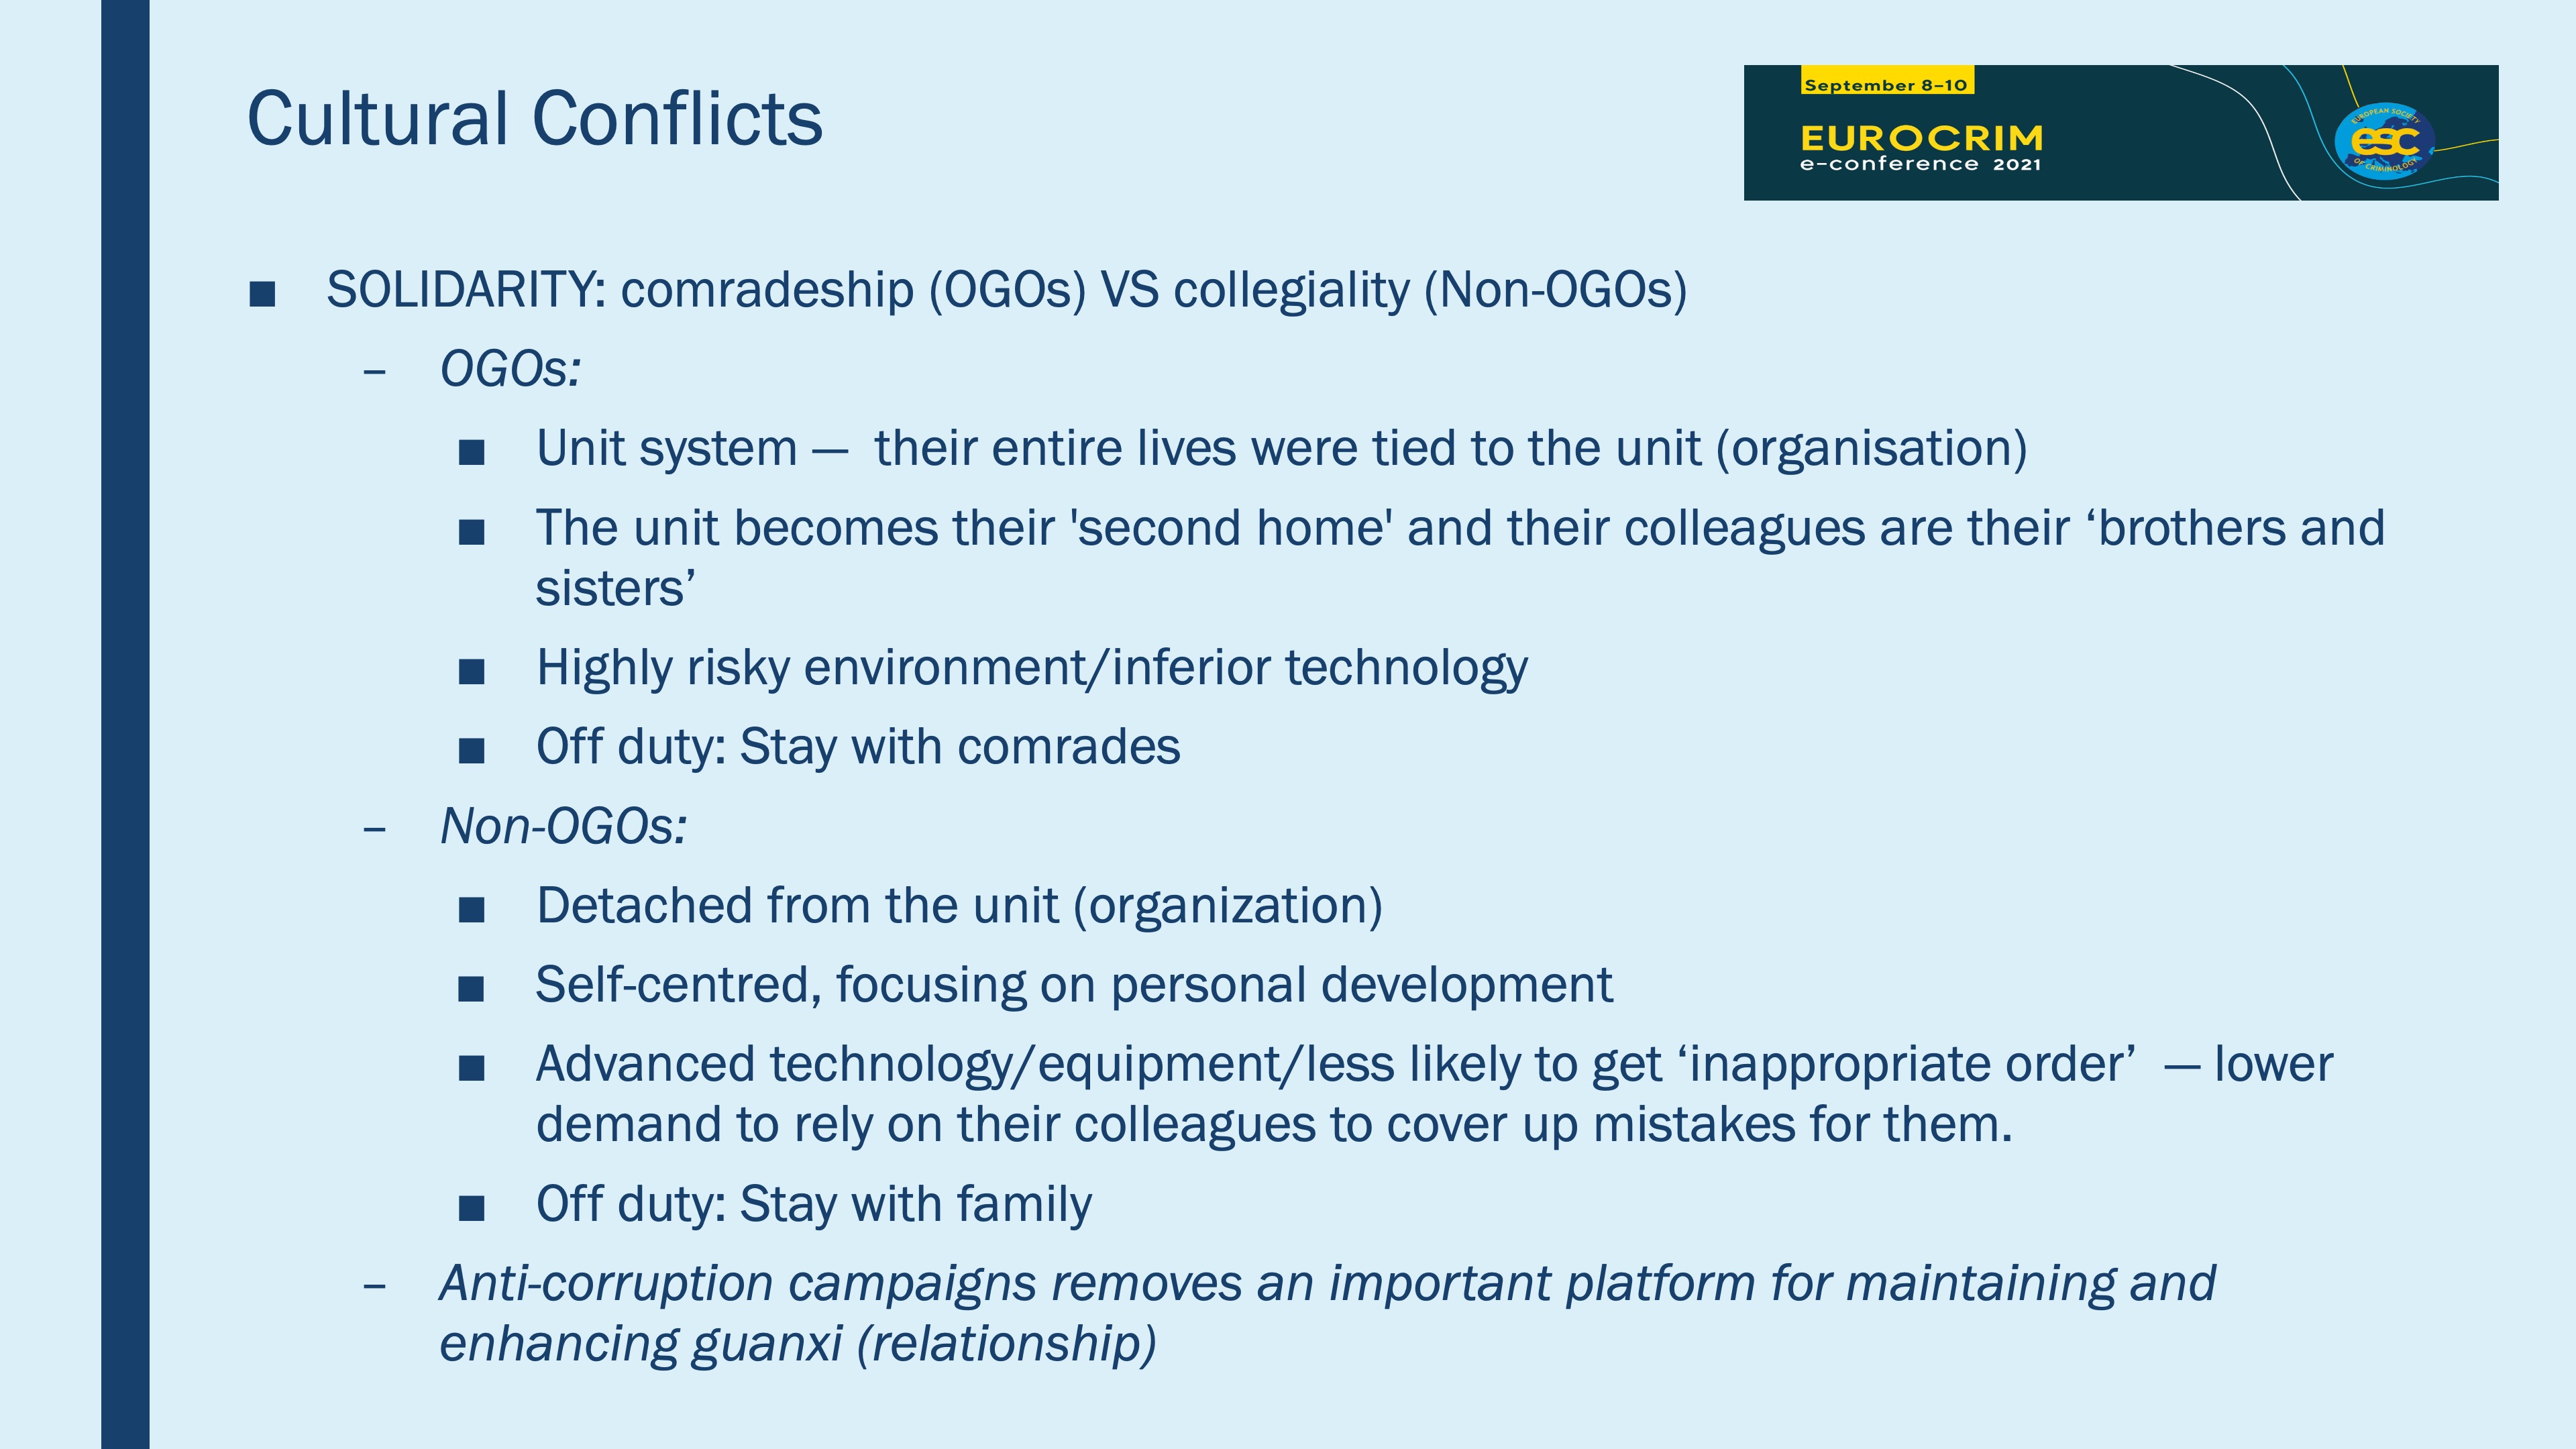 Cultural Conflicts
September 8–10
EUROCRIM
e–conference 2021
EUROPEAN SOCIETY
esc
OF CRIMINOLOGY
■ SOLIDARITY: comradeship (OGOs) VS collegiality (Non-OGOs)
– OGOs:
■ Unit system — their entire lives were tied to the unit (organisation)
■ The unit becomes their 'second home' and their colleagues are their ‘brothers and
sisters’
■ Highly risky environment/inferior technology
■ Off duty: Stay with comrades
– Non-OGOs:
■ Detached from the unit (organization)
■ Self-centred, focusing on personal development
■ Advanced technology/equipment/less likely to get ‘inappropriate order’ — lower
demand to rely on their colleagues to cover up mistakes for them.
■ Off duty: Stay with family
– Anti-corruption campaigns removes an important platform for maintaining and
enhancing guanxi (relationship)